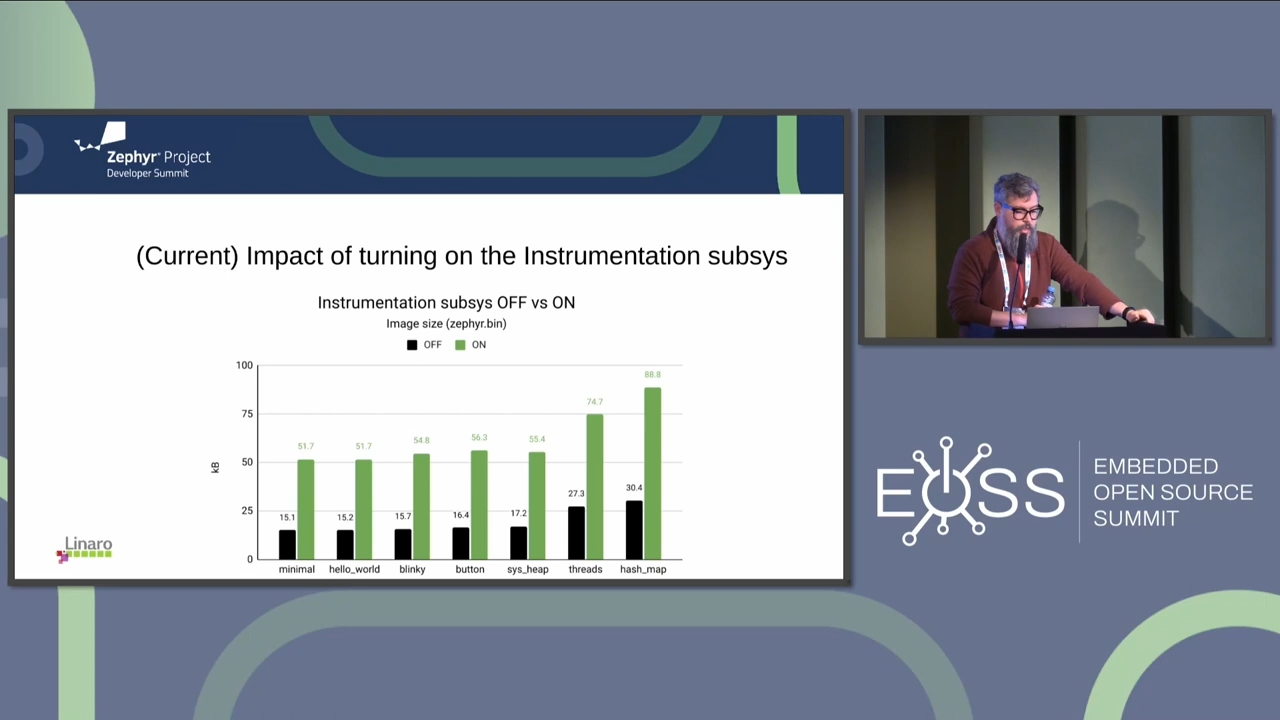 Zephyr® Project
Developer Summit
(Current) Impact of turning on the Instrumentation subsys
Instrumentation subsys OFF vs ON
Image size (zephyr.bin)
OFF ON
100
75
50
25
0
kB
15.1 51.7
15.2 51.7
15.7 54.8
16.4 56.3
17.2 55.4
27.3 74.7
30.4 88.8
minimal hello_world blinky button sys_heap threads hash_map
Linaro
EOSS
EMBEDDED
OPEN SOURCE
SUMMIT